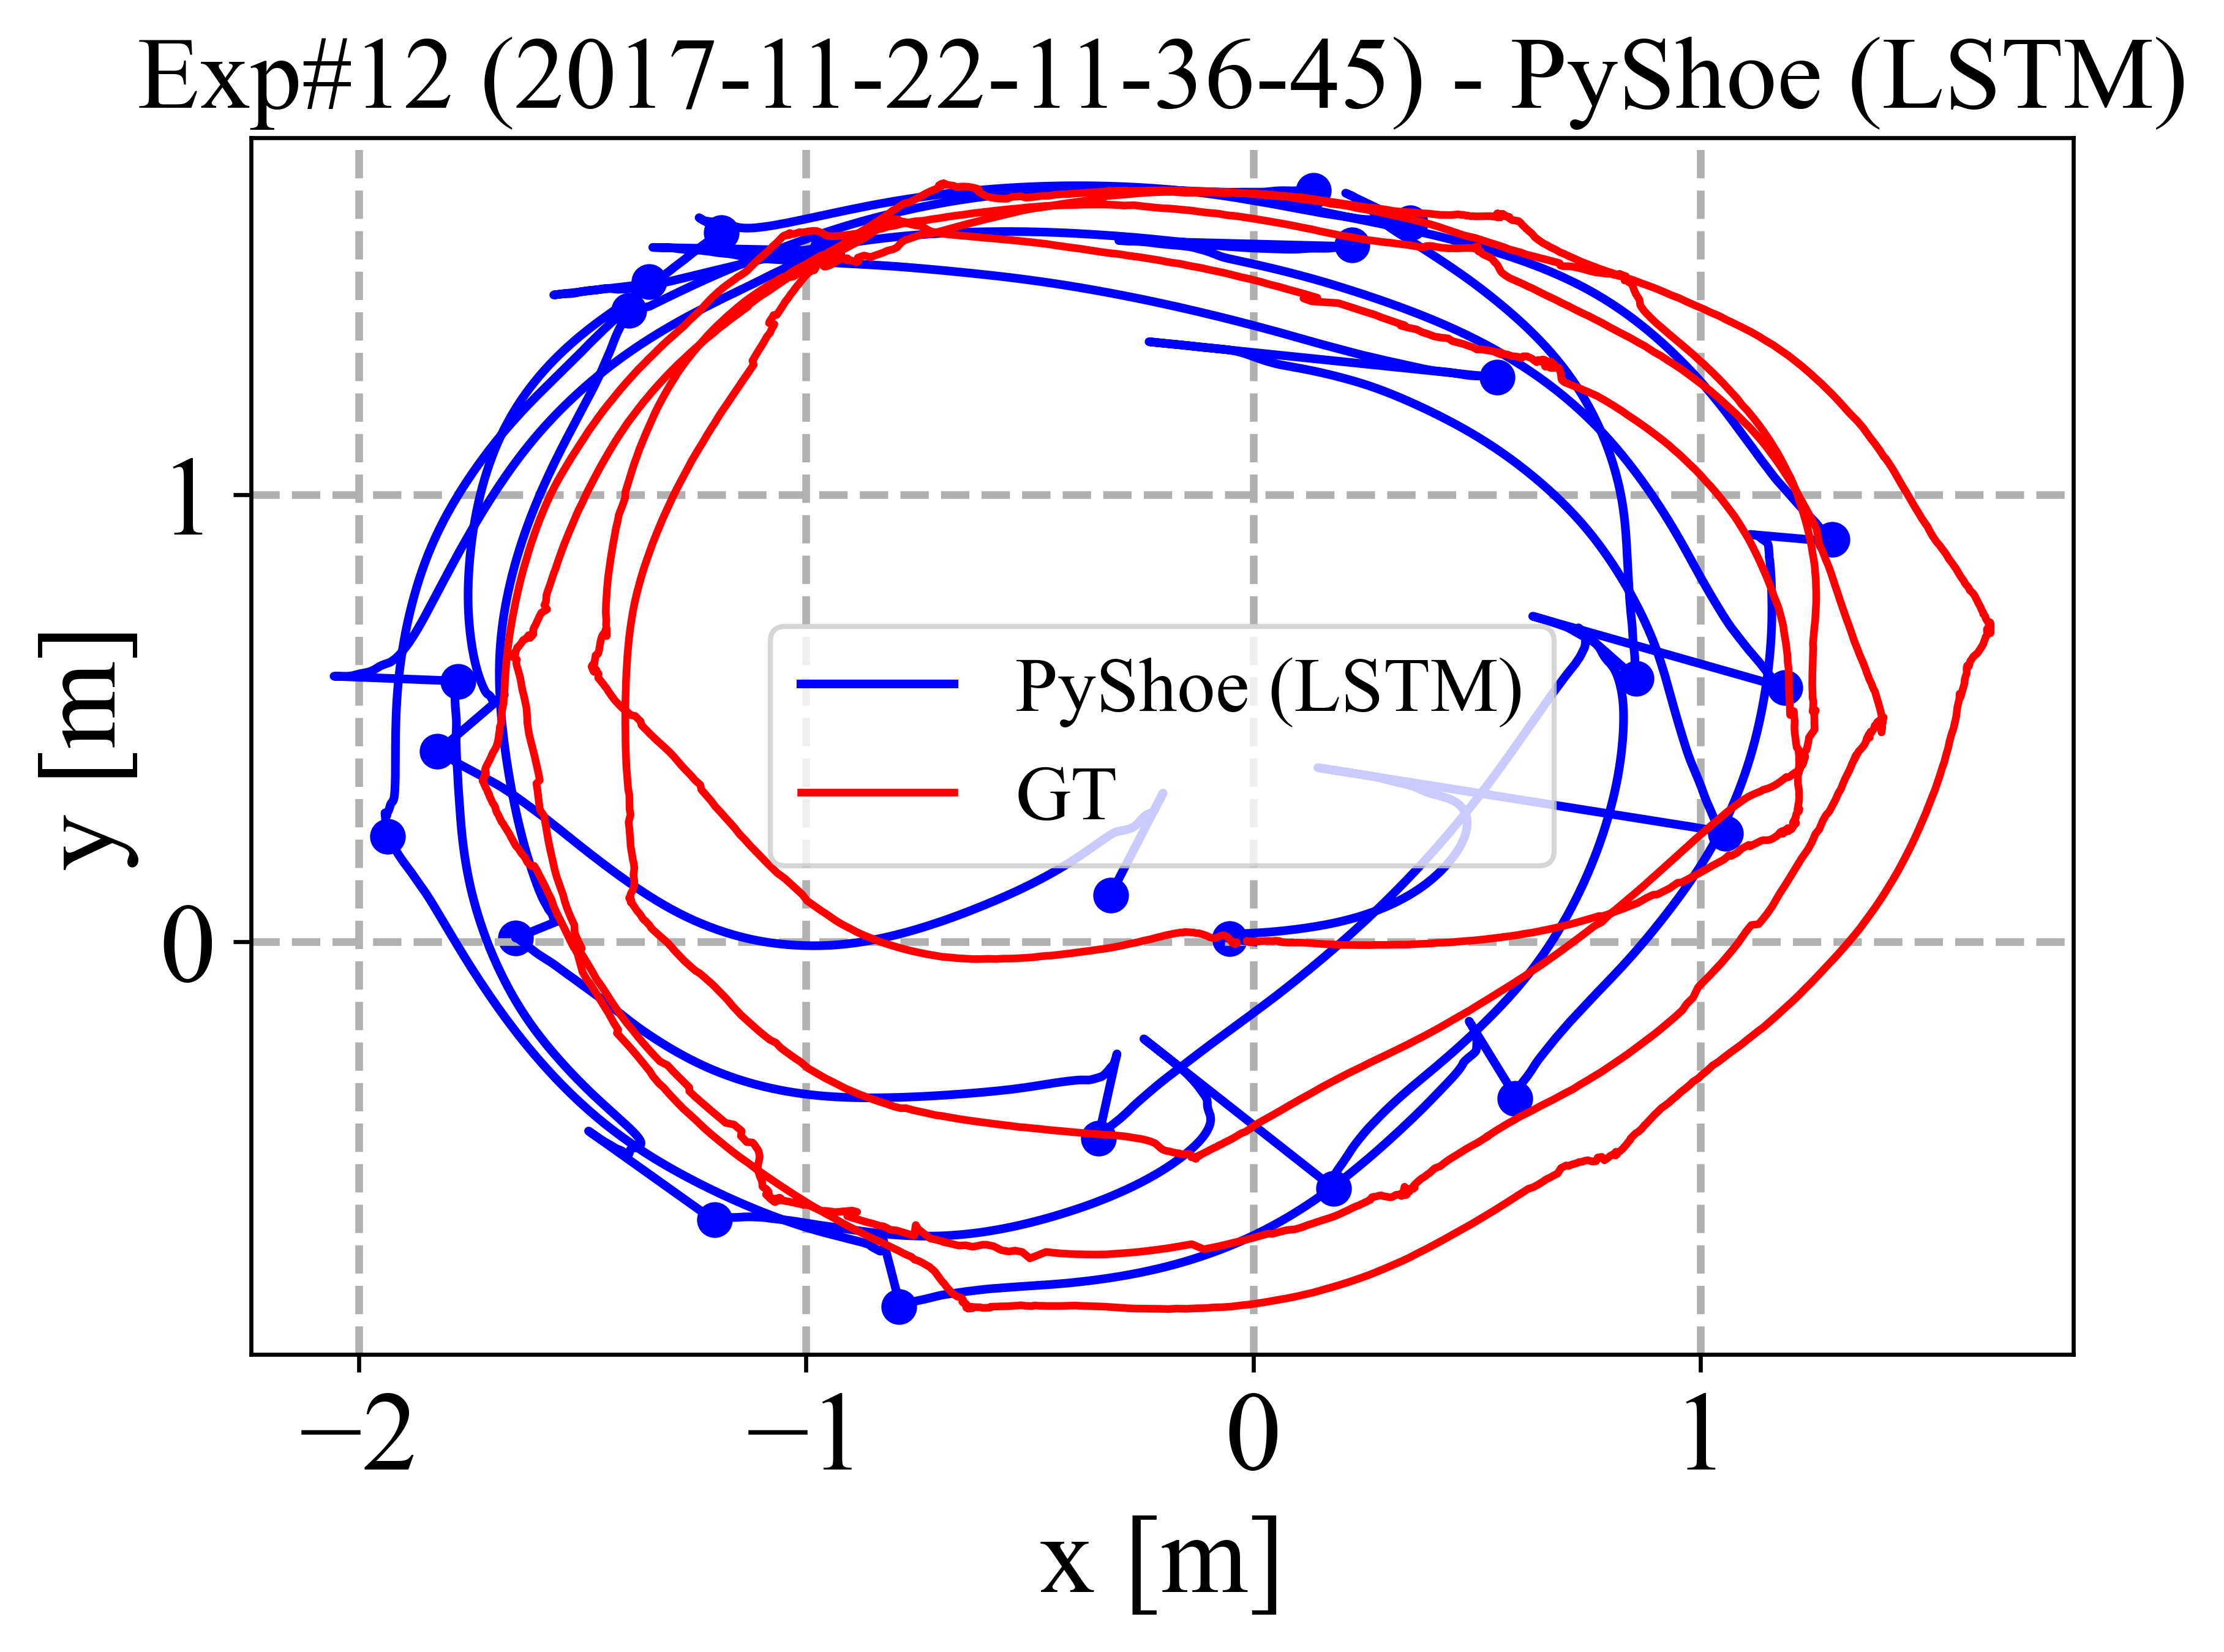 Exp#12 (2017-11-22-11-36-45) - PyShoe (LSTM)
y [m]
1
0
PyShoe (LSTM)
GT
−2 −1 0 1
x [m]